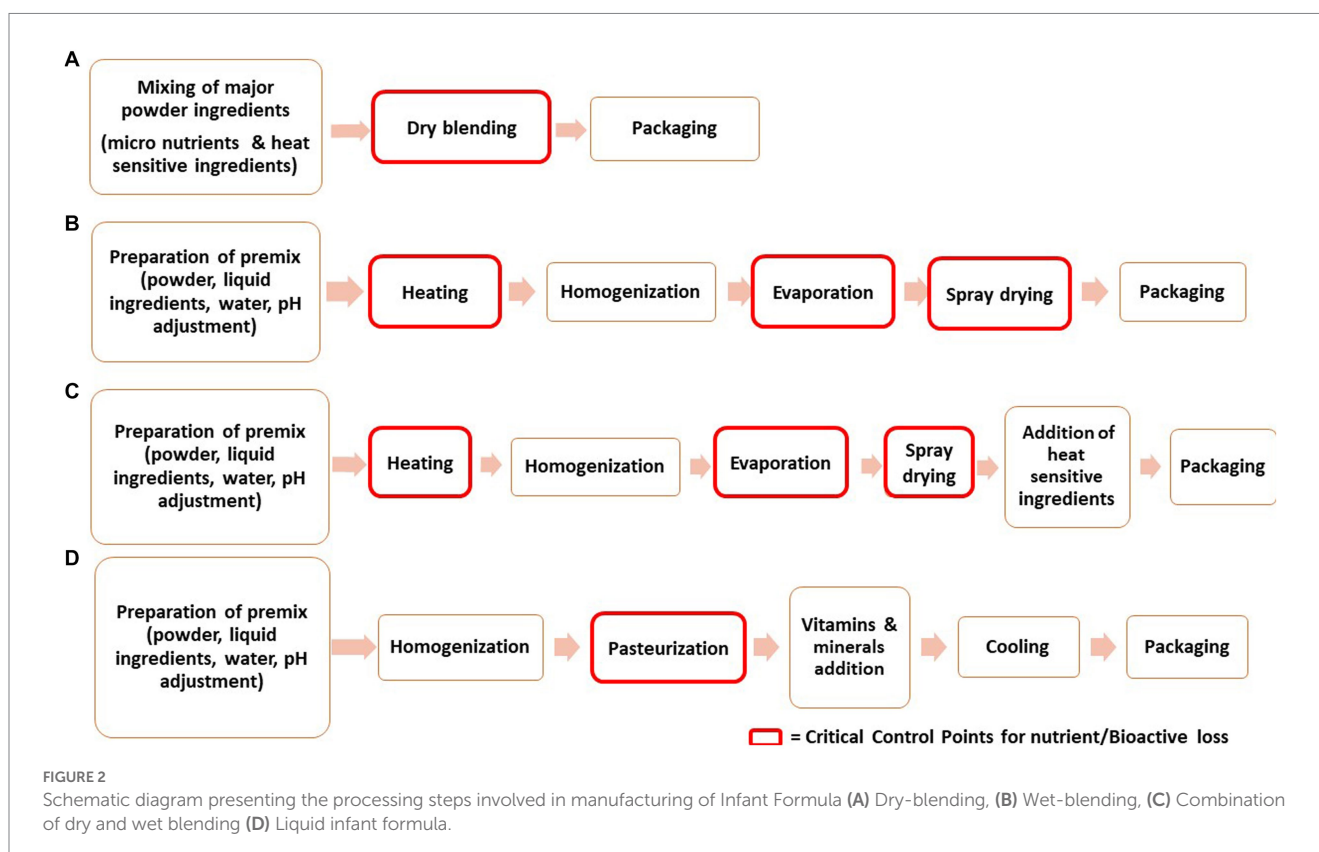 A
Mixing of major
powder ingredients
(micro nutrients & heat
sensitive ingredients)
Dry blending
Packaging
B
Preparation of premix
(powder, liquid
ingredients, water, pH
adjustment)
Heating
Homogenization
Evaporation
Spray drying
Packaging
C
Preparation of premix
(powder, liquid
ingredients, water, pH
adjustment)
Heating
Homogenization
Evaporation
Spray
drying
Addition of
heat
sensitive
ingredients
Packaging
D
Preparation of premix
(powder, liquid
ingredients, water, pH
adjustment)
Homogenization
Pasteurization
Vitamins &
minerals
addition
Cooling
Packaging
= Critical Control Points for nutrient/Bioactive loss
FIGURE 2
Schematic diagram presenting the processing steps involved in manufacturing of Infant Formula (A) Dry-blending, (B) Wet-blending, (C) Combination
of dry and wet blending (D) Liquid infant formula.